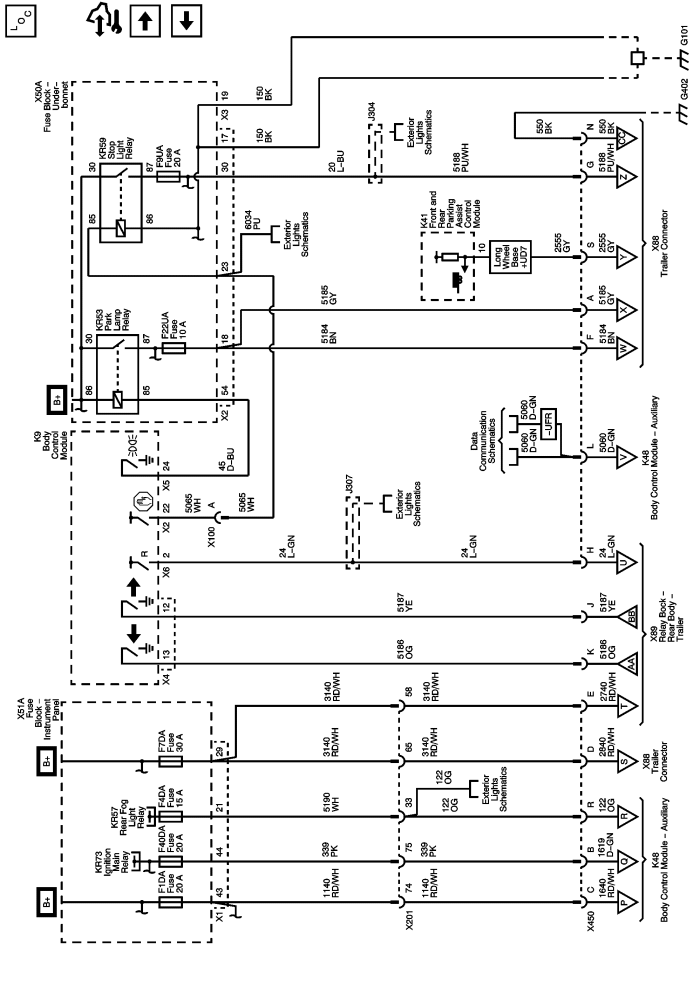 LOC
X50A
Fuse Block –
Under-
bonnet
KR59
Stop
Light
Relay
30
87
85
86
F9UA
Fuse
20 A
19
X3
17
30
150
BK
150
BK
G101
G402
J304
Exterior
Lights
Schematics
20
L–BU
5188
PU/WH
550
BK
N
550
BK
CC
G
5188
PU/WH
Z
23
6034
PU
Exterior
Lights
Schematics
K41
Front and
Rear
Parking
Assist
Control
Module
10
Long
Wheel
Base
+UD7
2555
GY
S
2555
GY
Y
X88
Trailer Connector
KR53
Park
Lamp
Relay
30
87
86
85
F22UA
Fuse
10 A
18
5185
GY
5184
BN
A
5185
GY
X
F
5184
BN
W
B+
54
X2
K9
Body
Control
Module
24
X5
45
D–BU
22
X2
5065
WH
A
X100
5065
WH
Data
Communication
Schematics
5060
D–GN
5060
D–GN
–UFR
L
5060
D–GN
V
K48
Body Control Module – Auxiliary
R
2
X6
24
L–GN
J307
Exterior
Lights
Schematics
24
L–GN
H
24
L–GN
U
12
5187
YE
J
5187
YE
BB
13
X4
5186
OG
K
5186
OG
AA
X89
Relay Bock –
Rear Body –
Trailer
X51A
Fuse
Block –
Instrument
Panel
B+
F7DA
Fuse
30 A
29
3140
RD/WH
58
3140
RD/WH
E
2740
RD/WH
T
3140
RD/WH
65
3140
RD/WH
D
2840
RD/WH
S
X88
Trailer
Connector
KR57
Rear Fog
Light
Relay
F4DA
Fuse
15 A
21
5190
WH
33
122
OG
122
OG
Exterior
Lights
Schematics
R
122
OG
R
KR73
Ignition
Main
Relay
F40DA
Fuse
20 A
44
339
PK
75
339
PK
B
1619
D–GN
Q
B+
F1DA
Fuse
20 A
43
X1
1140
RD/WH
74
X201
1140
RD/WH
C
X450
1640
RD/WH
P
K48
Body Control Module – Auxiliary